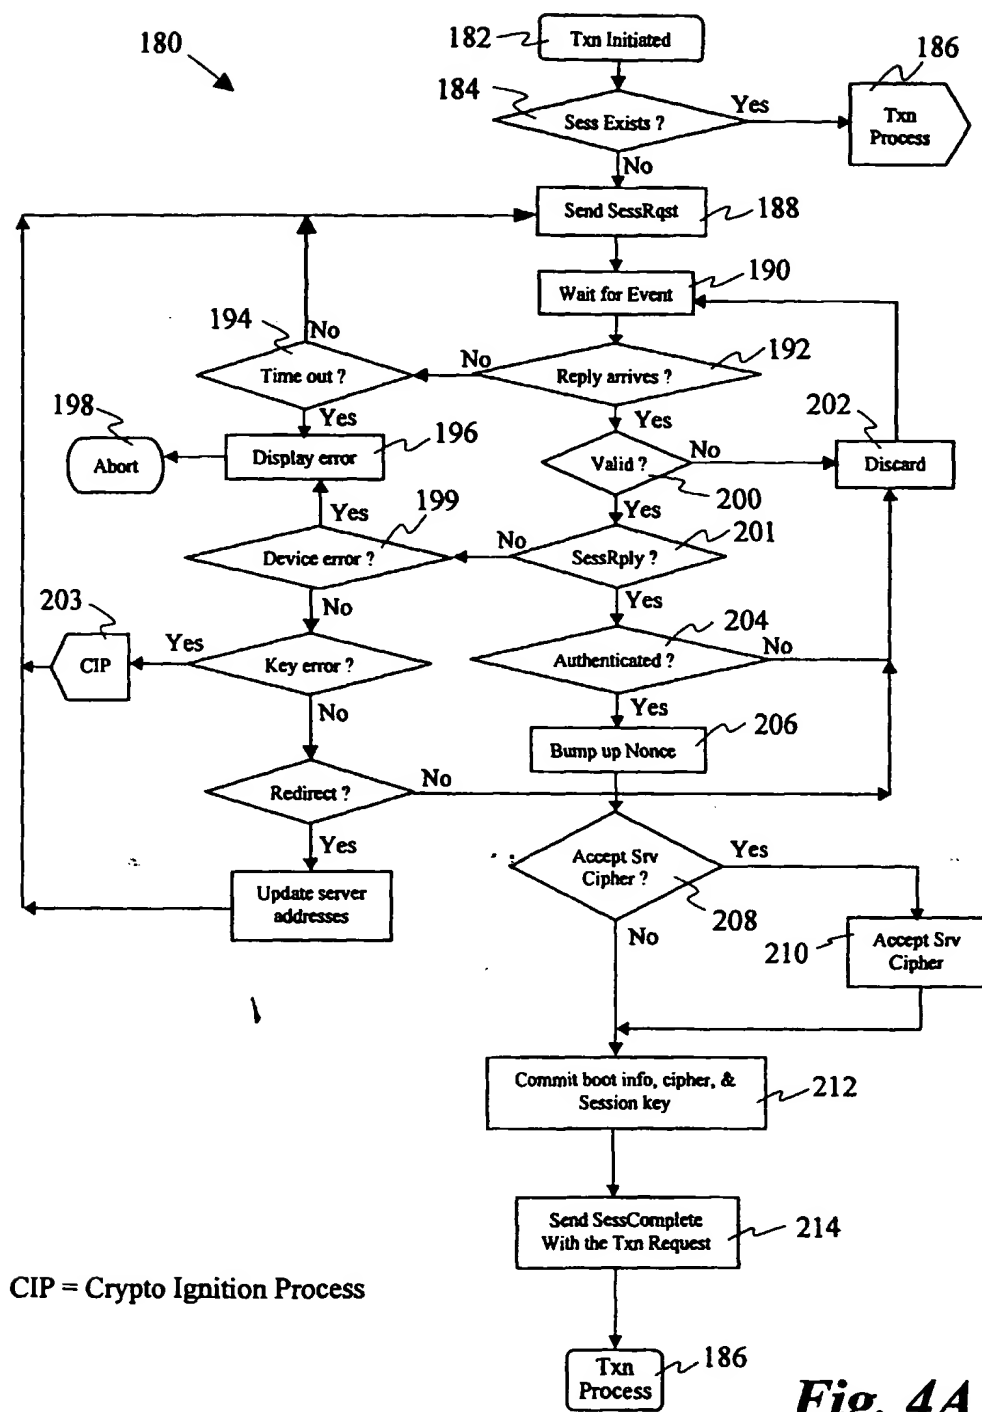 180
182
Txn Initiated
186
184
Sess Exists ?
Yes
Txn
Process
No
Send SessRqst
188
190
Wait for Event
194
No
192
Time out ?
No
Reply arrives ?
198
Yes
196
Yes
202
Abort
Display error
Valid ?
No
Discard
200
Yes
199
Yes
201
Device error ?
No
SessRply ?
203
No
Yes
204
CIP
Yes
Key error ?
Authenticated ?
No
No
Yes
206
Bump up Nonce
Redirect ?
No
Yes
Accept Srv
Cipher ?
Yes
208
Update server
addresses
No
210
Accept Srv
Cipher
Commit boot info, cipher, &
Session key
212
Send SessComplete
With the Txn Request
214
CIP = Crypto Ignition Process
Txn
Process
186
Fig. 4A